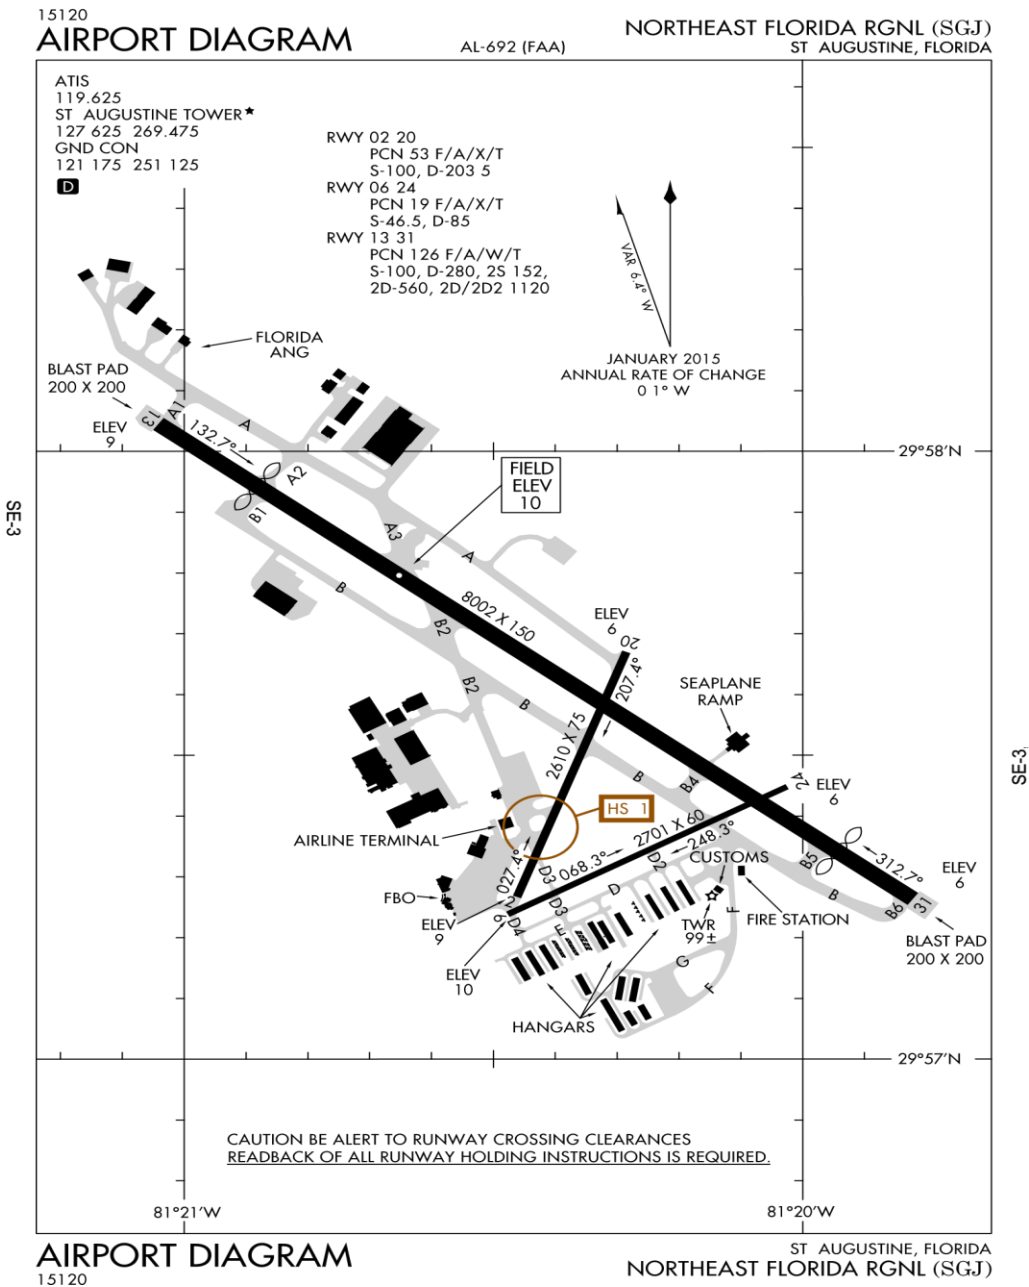 15120
AIRPORT DIAGRAM
AL-692 (FAA)
NORTHEAST FLORIDA RGNL (SGJ)
ST AUGUSTINE, FLORIDA
ATIS
119.625
ST AUGUSTINE TOWER★
127 625 269.475
GND CON
121 175 251 125
D
RWY 02 20
PCN 53 F/A/X/T
S-100, D-203 5
RWY 06 24
PCN 19 F/A/X/T
S-46.5, D-85
RWY 13 31
PCN 126 F/A/W/T
S-100, D-280, 2S 152,
2D-560, 2D/2D2 1120
VAR 6.4° W
JANUARY 2015
ANNUAL RATE OF CHANGE
0 1° W
FLORIDA
ANG
BLAST PAD
200 X 200
ELEV
9
13
A1
132.7°
A
A2
B1
29°58'N
FIELD
ELEV
10
SE-3
SE-3
A3
A
B
8002 X 150
B2
ELEV
9
20
207.4°
B2
B
SEAPLANE
RAMP
2610 X 75
B
B4
24
ELEV
6
HS 1
AIRLINE TERMINAL
2701 X 60
248.3°
D2
CUSTOMS
B5
312.7°
ELEV
6
027.4°
068.3°
D3
D
FBO
2
6
D4
D3
E
ELEV
9
TWR
99±
F
FIRE STATION
B
B6
31
BLAST PAD
200 X 200
ELEV
10
G
F
HANGARS
29°57'N
CAUTION BE ALERT TO RUNWAY CROSSING CLEARANCES
READBACK OF ALL RUNWAY HOLDING INSTRUCTIONS IS REQUIRED.
81°21'W
81°20'W
AIRPORT DIAGRAM
15120
ST AUGUSTINE, FLORIDA
NORTHEAST FLORIDA RGNL (SGJ)